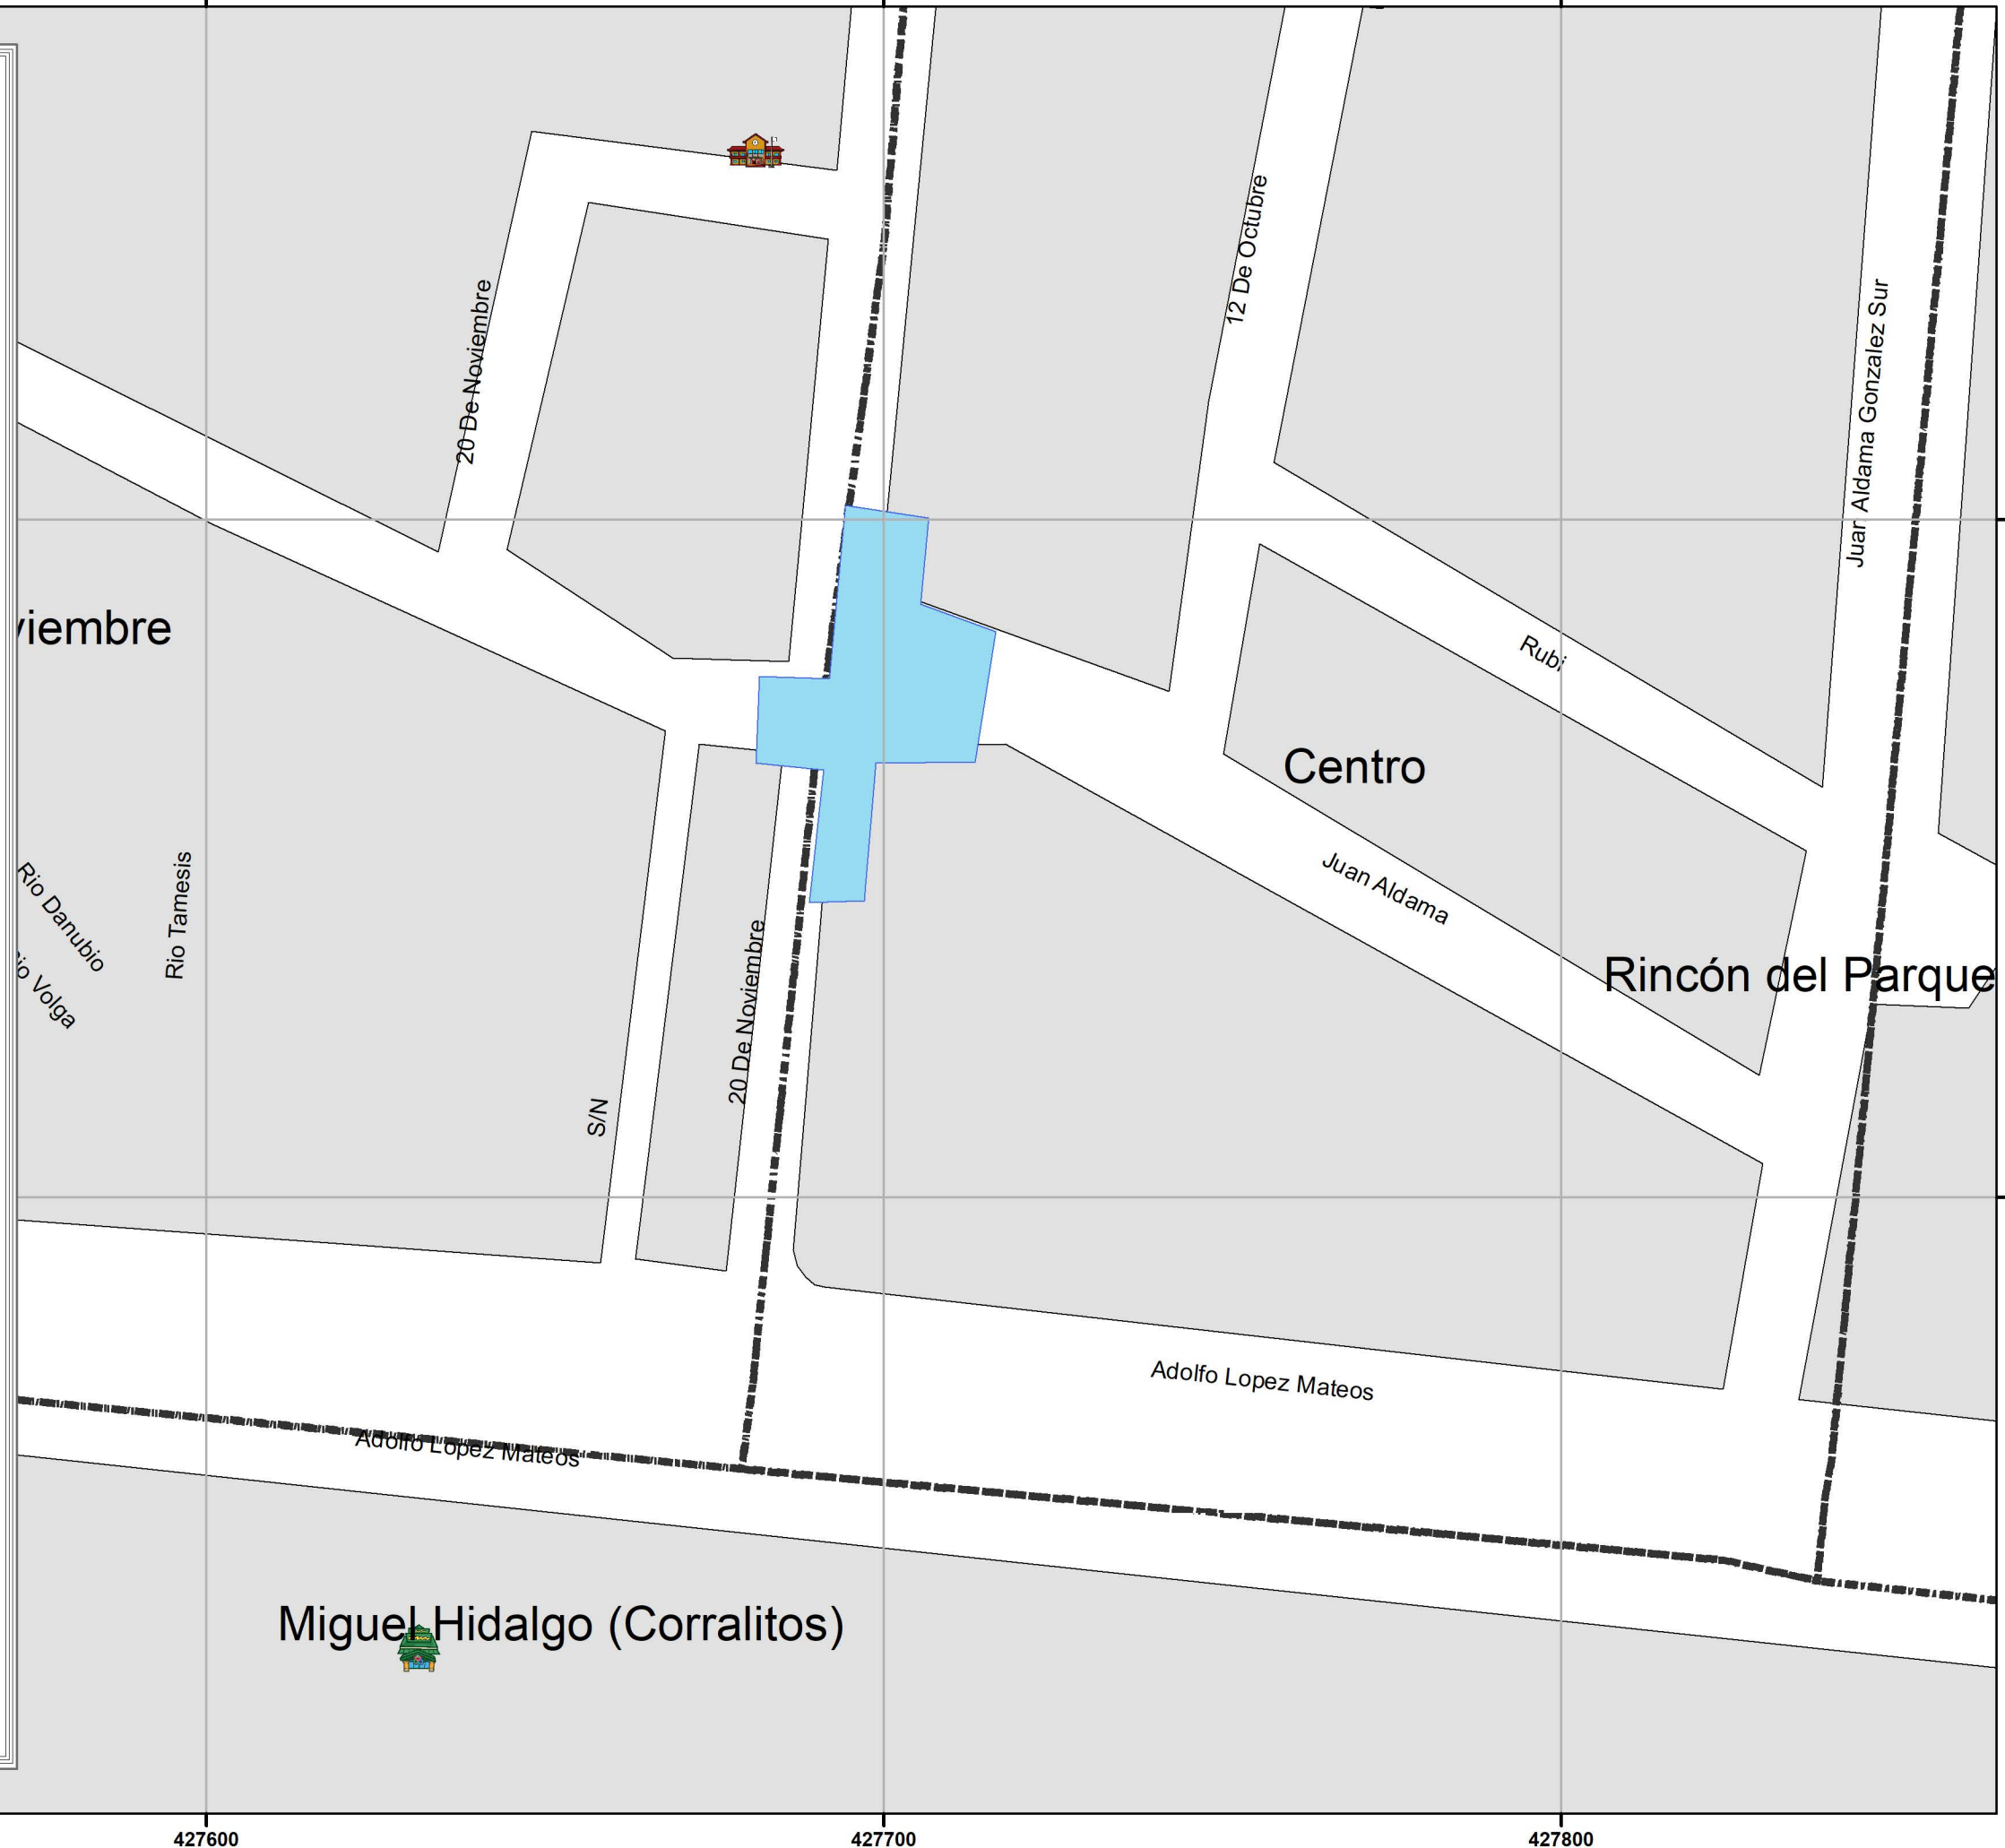 12 De Octubre
20 De Noviembre
Juan Aldama Gonzalez Sur
viembre
Rubi
Centro
Rio Danubio
Rio Tamesis
Juan Aldama
io Volga
20 De Noviembre
Rincón del Parque
S/N
Adolfo Lopez Mateos
Adolfo Lopez Mateos
Miguel Hidalgo (Corralitos)
427600
427700
427800